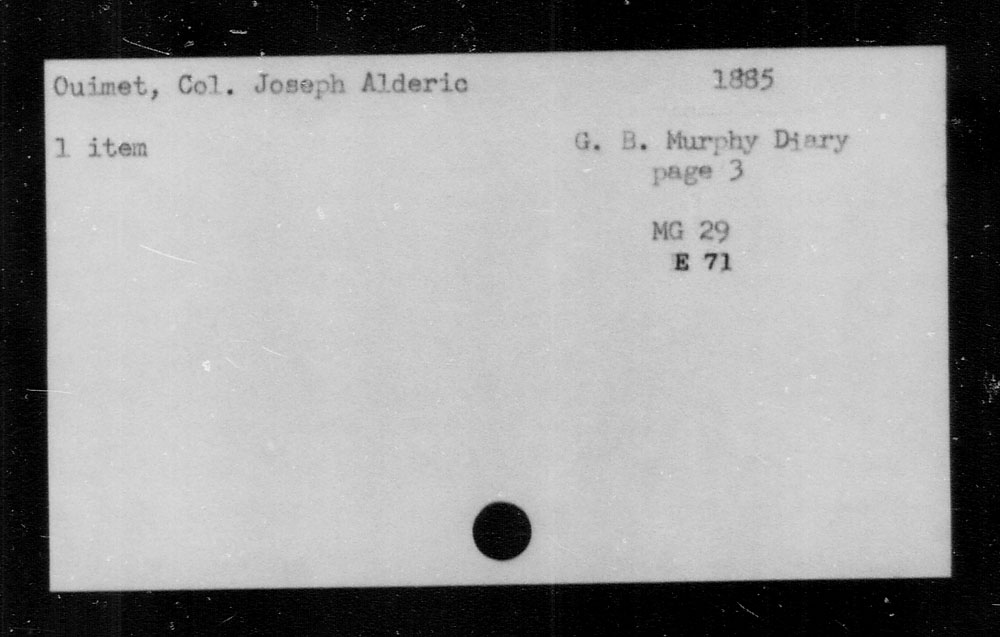 Ouimet, Col. Joseph Alderic 1885
1 item G. B. Murphy Diary
page 3
MG 29
E 71